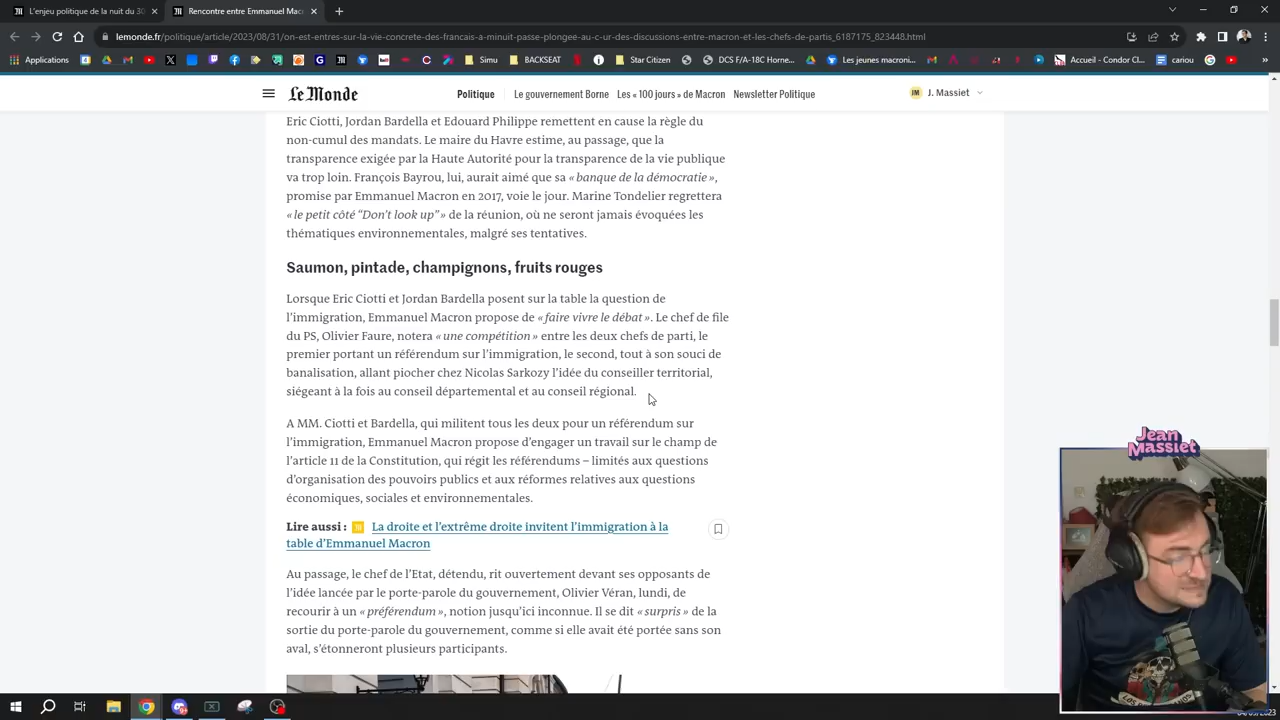 L'enjeu politique de la nuit du 30
Rencontre entre Emmanuel Mac
lemonde.fr/politique/article/2023/08/31/on-est-entres-sur-la-vie-concrete-des-francais-a-minuit-passe-plongee-au-c-ur-des-discussions-entre-macron-et-les-chefs-de-partis_6187175_823448.html
Applications
Simu
BACKSEAT
Star Citizen
DCS F/A-18C Horne...
Les jeunes macroni...
Accueil - Condor Cl...
cariou
Le Monde
Politique
Le gouvernement Borne
Les « 100 jours » de Macron
Newsletter Politique
JM
J. Massiet
Eric Ciotti, Jordan Bardella et Edouard Philippe remettent en cause la règle du
non-cumul des mandats. Le maire du Havre estime, au passage, que la
transparence exigée par la Haute Autorité pour la transparence de la vie publique
va trop loin. François Bayrou, lui, aurait aimé que sa « banque de la démocratie »,
promise par Emmanuel Macron en 2017, voie le jour. Marine Tondelier regrettera
« le petit côté “Don't look up” » de la réunion, où ne seront jamais évoquées les
thématiques environnementales, malgré ses tentatives.
Saumon, pintade, champignons, fruits rouges
Lorsque Eric Ciotti et Jordan Bardella posent sur la table la question de
l'immigration, Emmanuel Macron propose de « faire vivre le débat ». Le chef de file
du PS, Olivier Faure, notera « une compétition » entre les deux chefs de parti, le
premier portant un référendum sur l'immigration, le second, tout à son souci de
banalisation, allant piocher chez Nicolas Sarkozy l'idée du conseiller territorial,
siégeant à la fois au conseil départemental et au conseil régional.
A MM. Ciotti et Bardella, qui militent tous les deux pour un référendum sur
l'immigration, Emmanuel Macron propose d'engager un travail sur le champ de
l'article 11 de la Constitution, qui régit les référendums – limités aux questions
d'organisation des pouvoirs publics et aux réformes relatives aux questions
économiques, sociales et environnementales.
Lire aussi : La droite et l'extrême droite invitent l'immigration à la
table d'Emmanuel Macron
Au passage, le chef de l'Etat, détendu, rit ouvertement devant ses opposants de
l'idée lancée par le porte-parole du gouvernement, Olivier Véran, lundi, de
recourir à un « préférendum », notion jusqu'ici inconnue. Il se dit « surpris » de la
sortie du porte-parole du gouvernement, comme si elle avait été portée sans son
aval, s'étonneront plusieurs participants.
Jean
Massiet